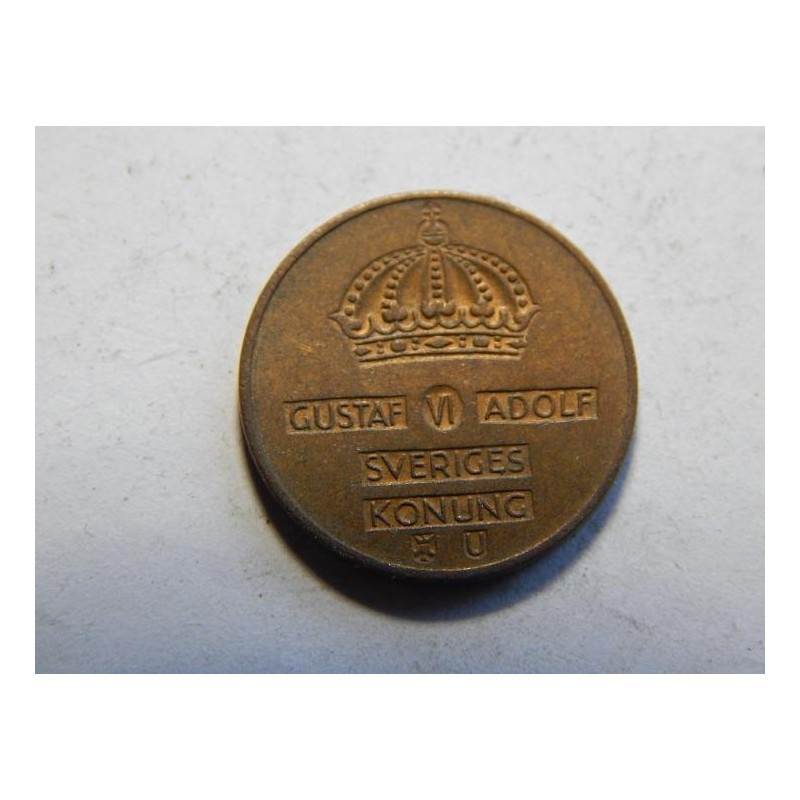 GUSTAF VI ADOLF
SVERIGES
KONUNG
U